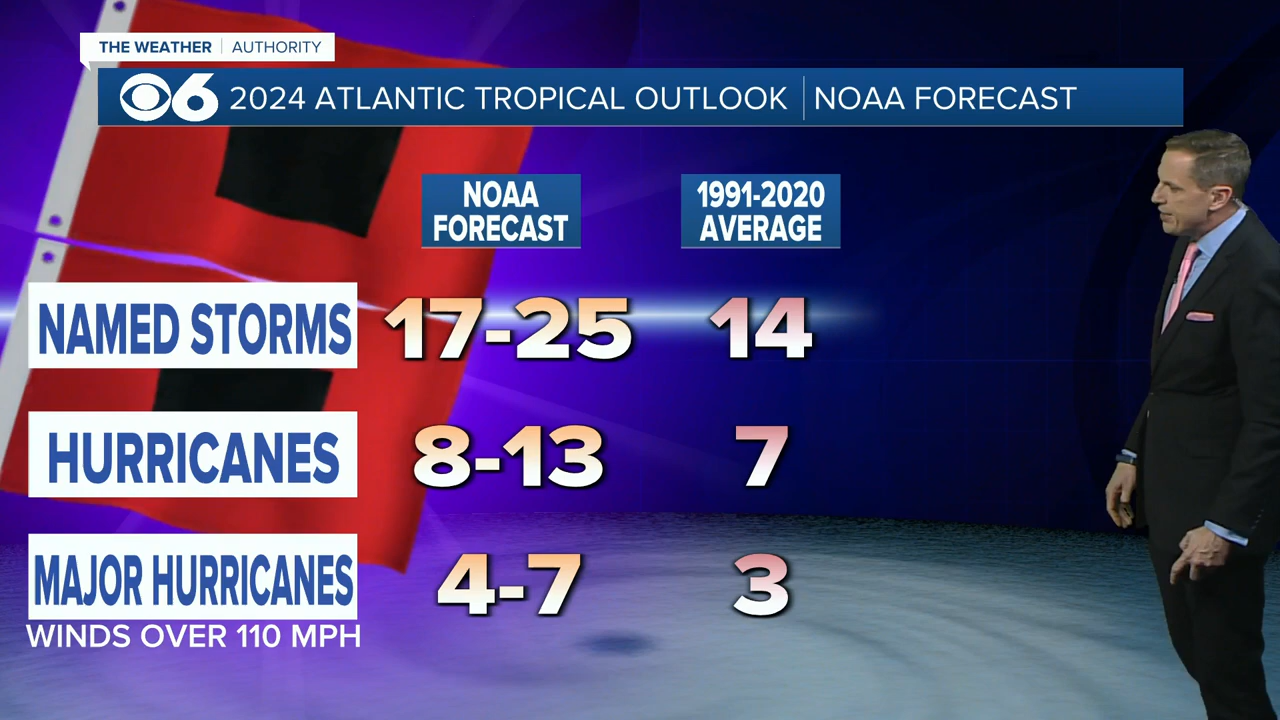 THE WEATHER | AUTHORITY
6 2024 ATLANTIC TROPICAL OUTLOOK | NOAA FORECAST
NOAA FORECAST
1991-2020 AVERAGE
NAMED STORMS 17-25 14
HURRICANES 8-13 7
MAJOR HURRICANES 4-7 3
WINDS OVER 110 MPH